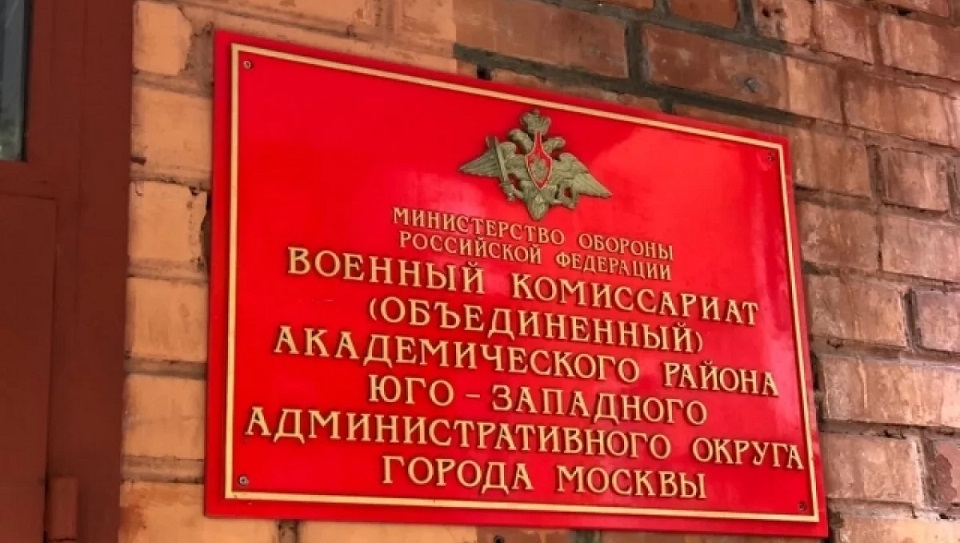 МИНИСТЕРСТВО ОБОРОНЫ
РОССИЙСКОЙ ФЕДЕРАЦИИ
ВОЕННЫЙ КОМИССАРИАТ
(ОБЪЕДИНЕННЫЙ)
АКАДЕМИЧЕСКОГО РАЙОНА
ЮГО - ЗАПАДНОГО
АДМИНИСТРАТИВНОГО ОКРУГА
ГОРОДА МОСКВЫ